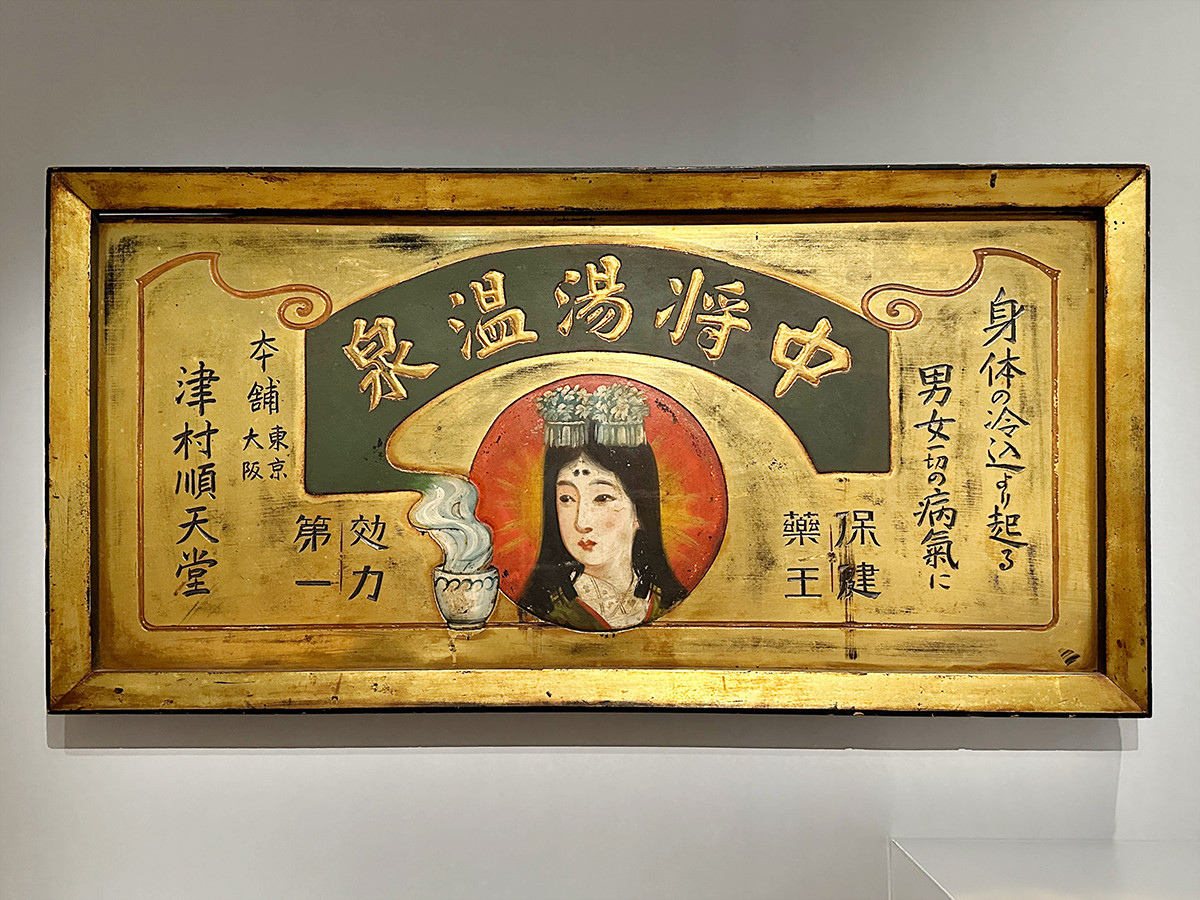 中将湯温泉
身体の冷込より起る
男女一切の病氣に
保健
藥王
効力
第一
本舗
東京
大阪
津村順天堂